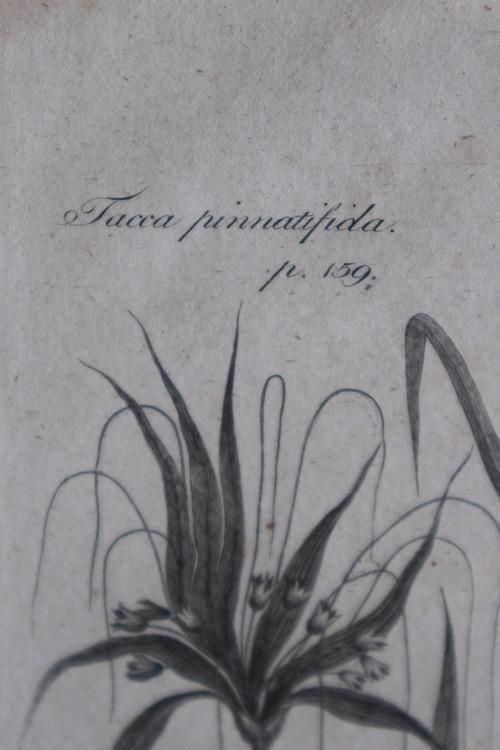 Tacca pinnatifida.
p. 159.